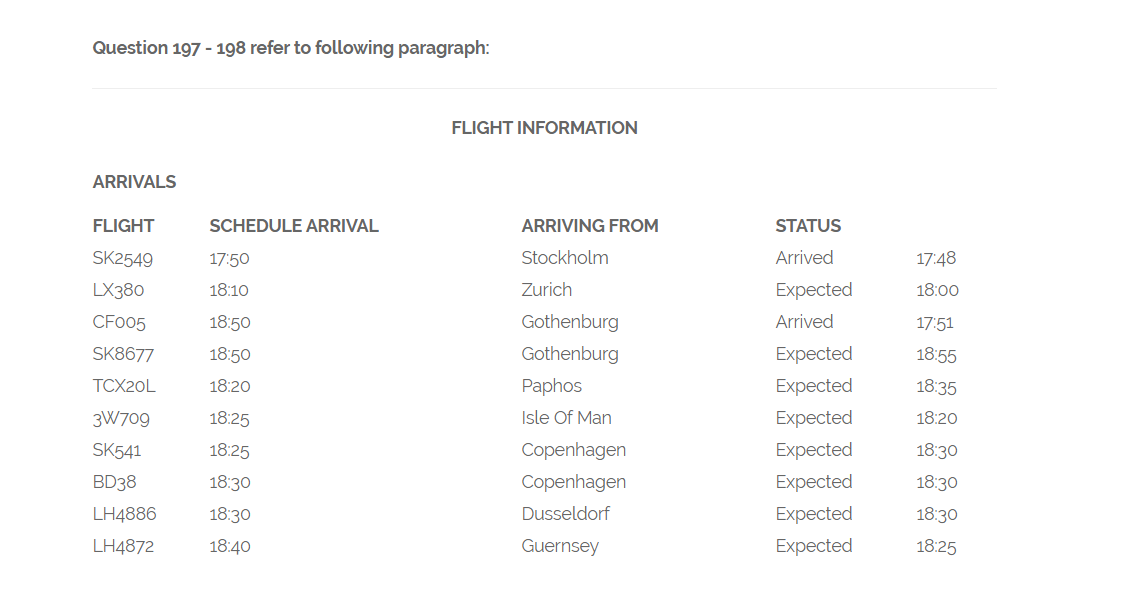 Question 197 - 198 refer to following paragraph:
FLIGHT INFORMATION
ARRIVALS
FLIGHT SCHEDULE ARRIVAL ARRIVING FROM STATUS
SK2549 17:50 Stockholm Arrived 17:48
LX380 18:10 Zurich Expected 18:00
CF005 18:50 Gothenburg Arrived 17:51
SK8677 18:50 Gothenburg Expected 18:55
TCX20L 18:20 Paphos Expected 18:35
3W709 18:25 Isle Of Man Expected 18:20
SK541 18:25 Copenhagen Expected 18:30
BD38 18:30 Copenhagen Expected 18:30
LH4886 18:30 Dusseldorf Expected 18:30
LH4872 18:40 Guernsey Expected 18:25